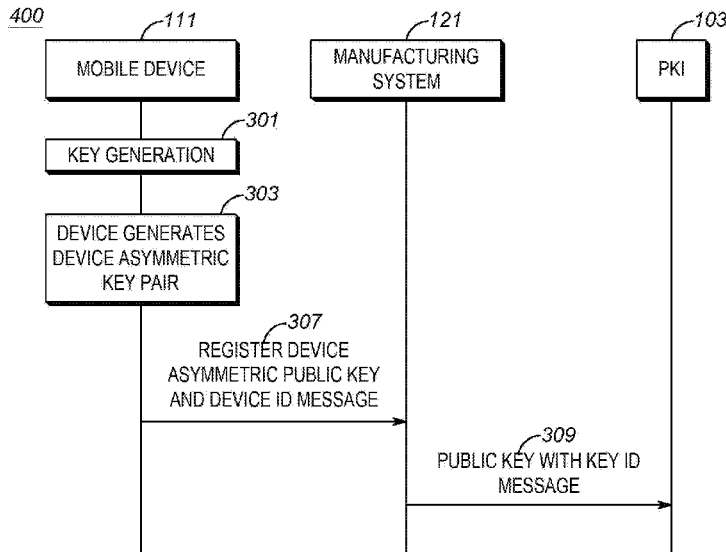 400
111
121
103
MOBILE DEVICE
MANUFACTURING
SYSTEM
PKI
301
KEY GENERATION
303
DEVICE GENERATES
DEVICE ASYMMETRIC
KEY PAIR
307
REGISTER DEVICE
ASYMMETRIC PUBLIC KEY
AND DEVICE ID MESSAGE
309
PUBLIC KEY WITH KEY ID
MESSAGE